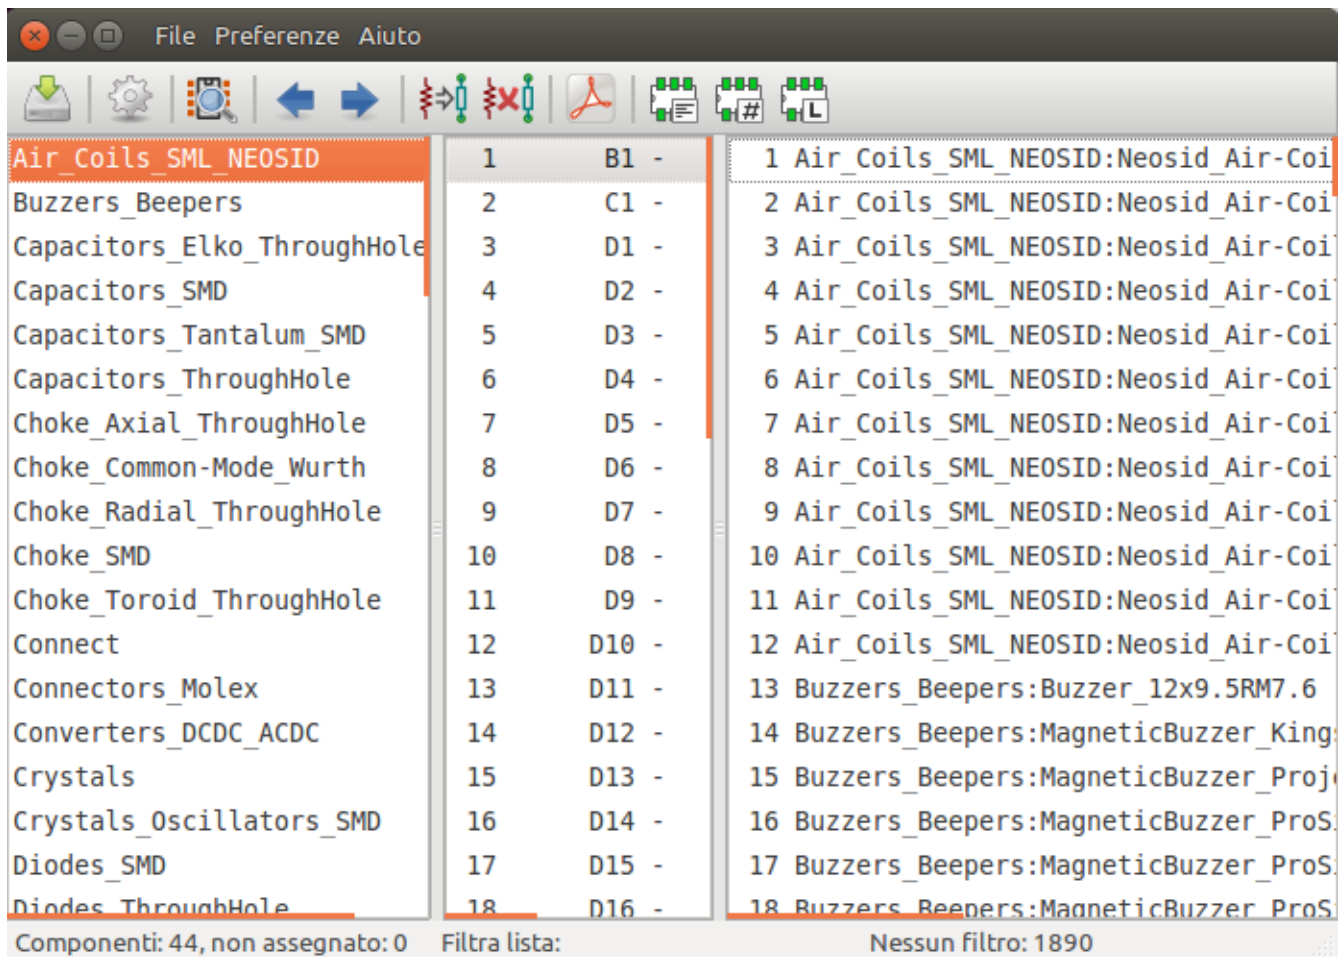 File Preferenze Aiuto
# L
Air_Coils_SML_NEOSID
Buzzers_Beepers
Capacitors_Elko_ThroughHole
Capacitors_SMD
Capacitors_Tantalum_SMD
Capacitors_ThroughHole
Choke_Axial_ThroughHole
Choke_Common-Mode_Wurth
Choke_Radial_ThroughHole
Choke_SMD
Choke_Toroid_ThroughHole
Connect
Connectors_Molex
Converters_DCDC_ACDC
Crystals
Crystals_Oscillators_SMD
Diodes_SMD
Diodes_ThroughHole
1 B1 -
2 C1 -
3 D1 -
4 D2 -
5 D3 -
6 D4 -
7 D5 -
8 D6 -
9 D7 -
10 D8 -
11 D9 -
12 D10 -
13 D11 -
14 D12 -
15 D13 -
16 D14 -
17 D15 -
18 D16 -
1 Air_Coils_SML_NEOSID:Neosid_Air-Coi
2 Air_Coils_SML_NEOSID:Neosid_Air-Coi
3 Air_Coils_SML_NEOSID:Neosid_Air-Coi
4 Air_Coils_SML_NEOSID:Neosid_Air-Coi
5 Air_Coils_SML_NEOSID:Neosid_Air-Coi
6 Air_Coils_SML_NEOSID:Neosid_Air-Coi
7 Air_Coils_SML_NEOSID:Neosid_Air-Coi
8 Air_Coils_SML_NEOSID:Neosid_Air-Coi
9 Air_Coils_SML_NEOSID:Neosid_Air-Coi
10 Air_Coils_SML_NEOSID:Neosid_Air-Coi
11 Air_Coils_SML_NEOSID:Neosid_Air-Coi
12 Air_Coils_SML_NEOSID:Neosid_Air-Coi
13 Buzzers_Beepers:Buzzer_12x9.5RM7.6
14 Buzzers_Beepers:MagneticBuzzer_King
15 Buzzers_Beepers:MagneticBuzzer_Proj
16 Buzzers_Beepers:MagneticBuzzer_ProS
17 Buzzers_Beepers:MagneticBuzzer_ProS
18 Buzzers_Beepers:MagneticBuzzer_ProS
Componenti: 44, non assegnato: 0 Filtra lista: Nessun filtro: 1890